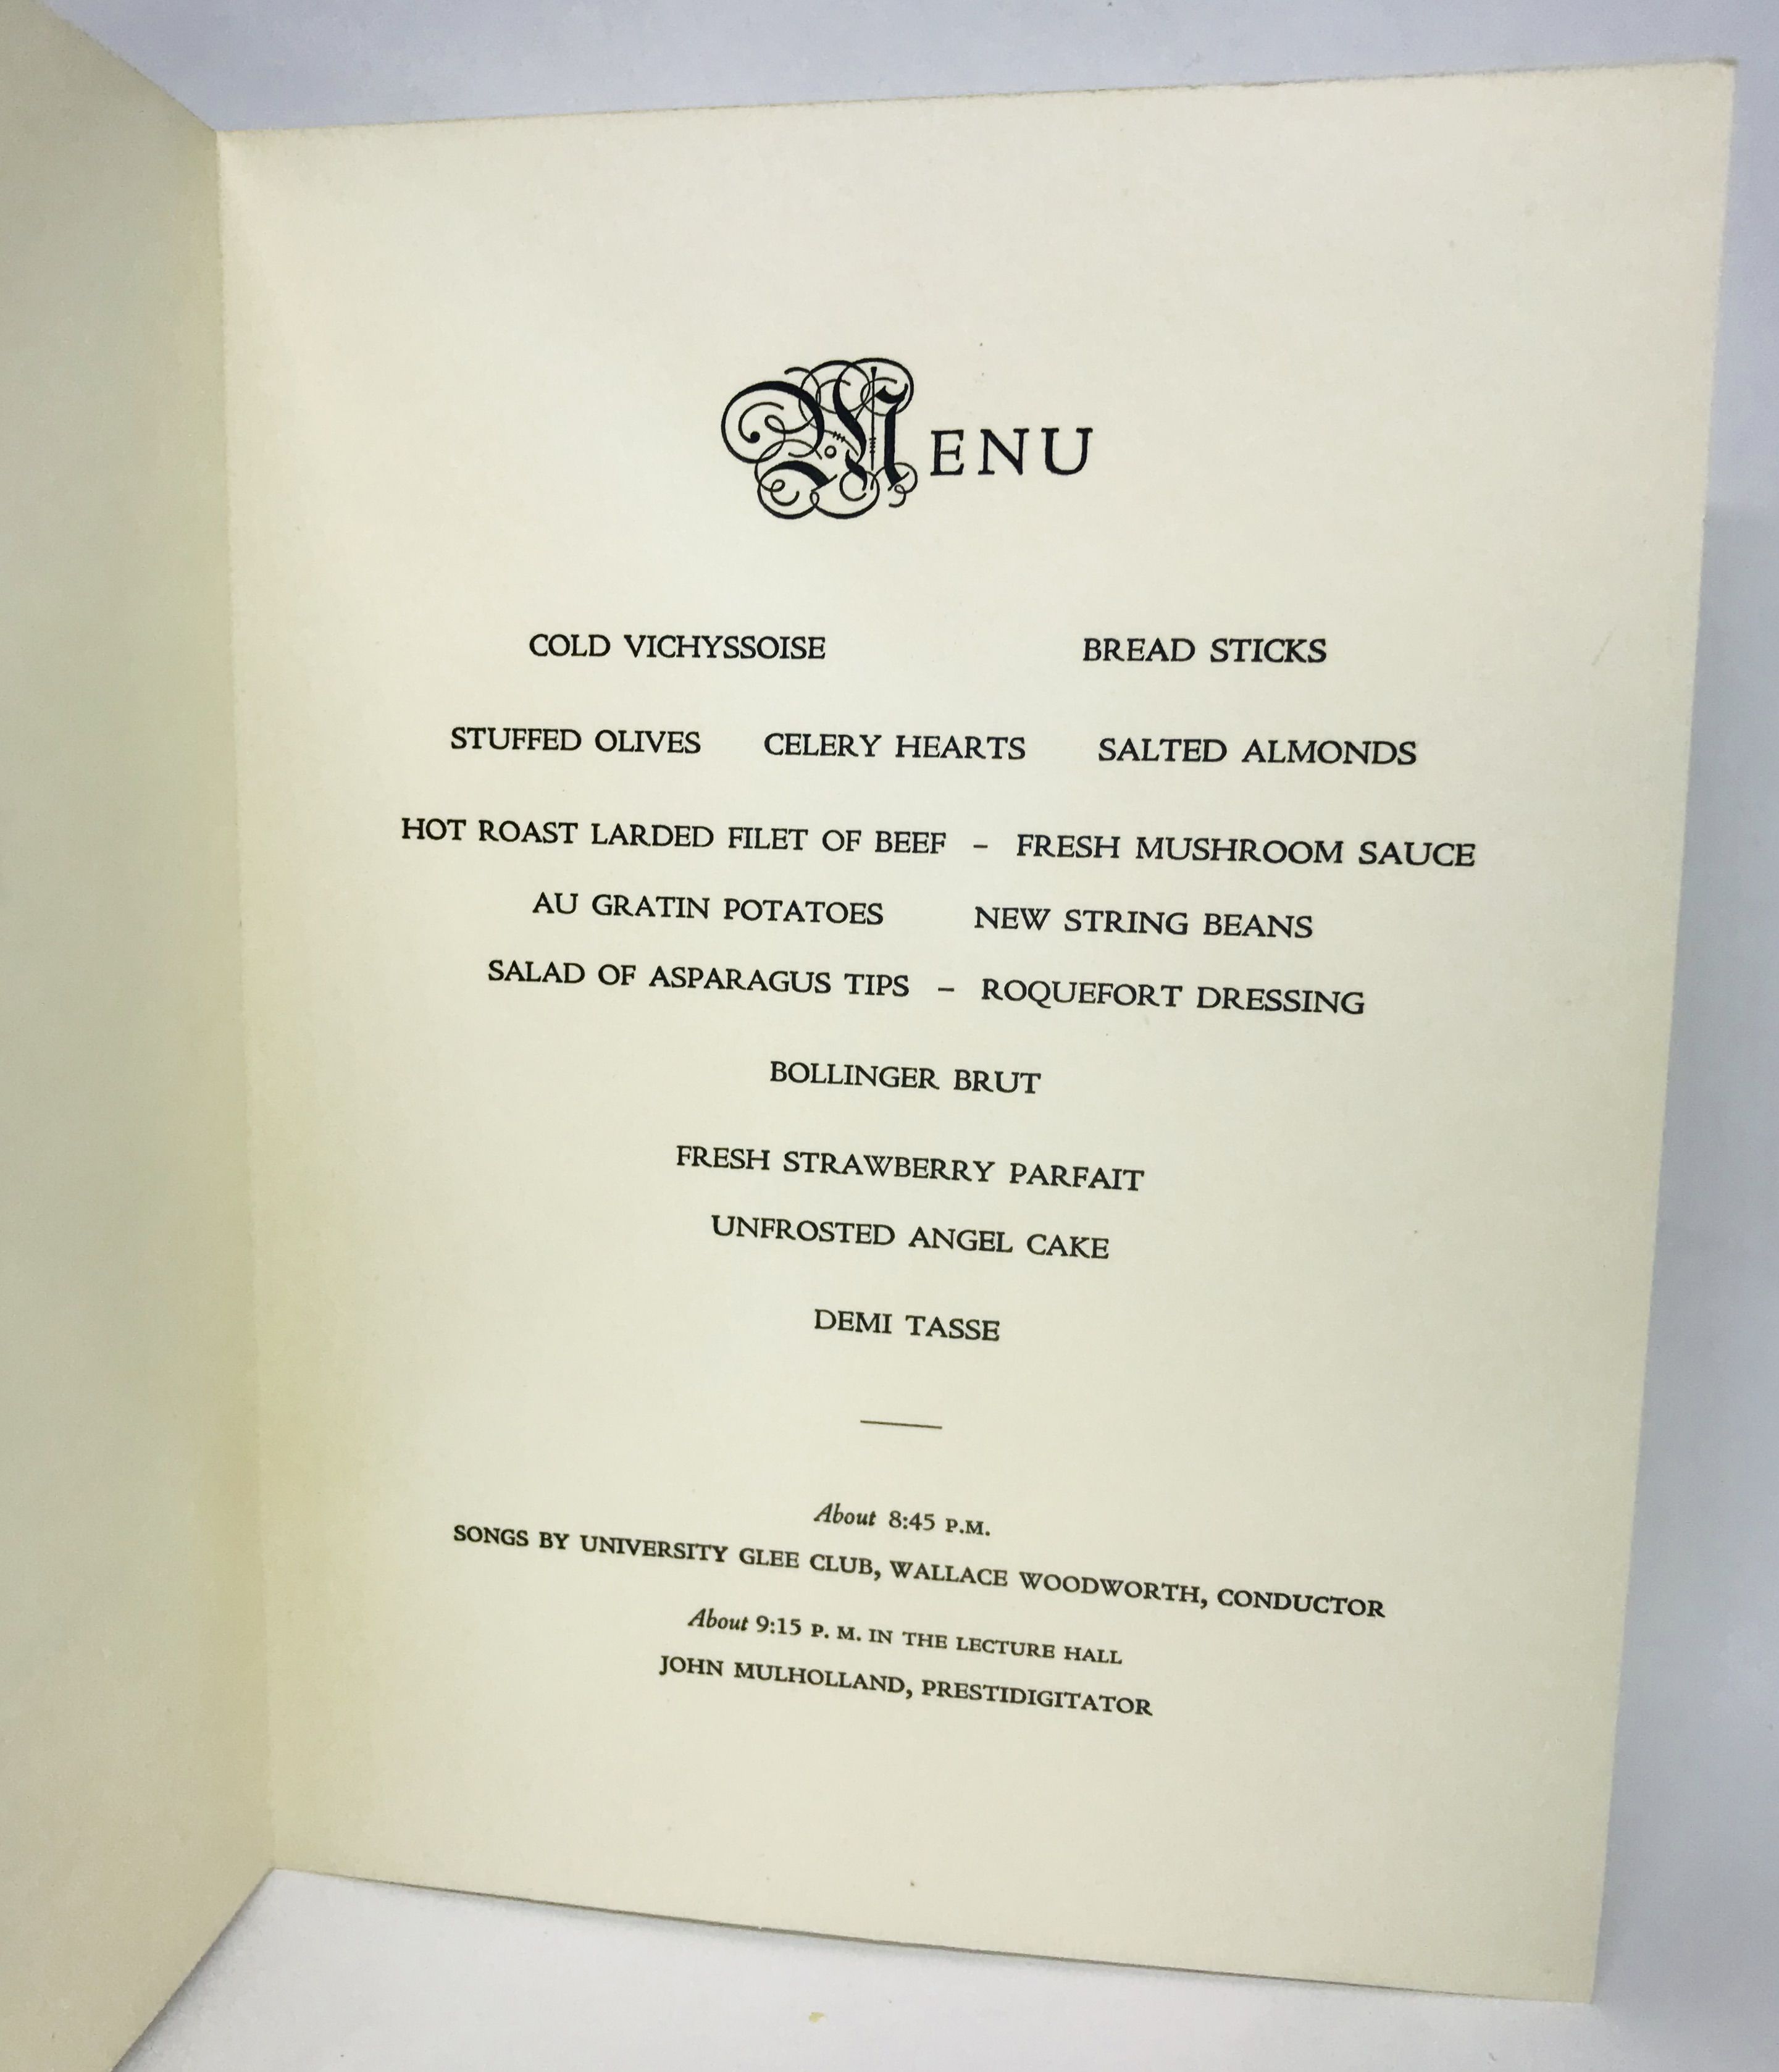 MENU
COLD VICHYSSOISE BREAD STICKS
STUFFED OLIVES CELERY HEARTS SALTED ALMONDS
HOT ROAST LARDED FILET OF BEEF – FRESH MUSHROOM SAUCE
AU GRATIN POTATOES NEW STRING BEANS
SALAD OF ASPARAGUS TIPS – ROQUEFORT DRESSING
BOLLINGER BRUT
FRESH STRAWBERRY PARFAIT
UNFROSTED ANGEL CAKE
DEMI TASSE
About 8:45 P.M.
SONGS BY UNIVERSITY GLEE CLUB, WALLACE WOODWORTH, CONDUCTOR
About 9:15 P. M. IN THE LECTURE HALL
JOHN MULHOLLAND, PRESTIDIGITATOR